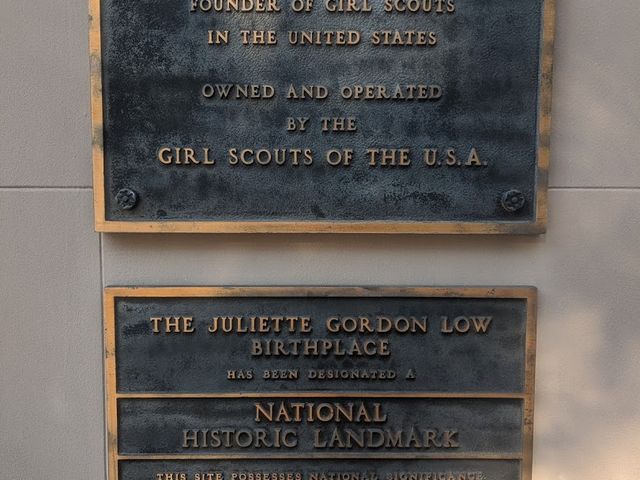 FOUNDER OF GIRL SCOUTS
IN THE UNITED STATES
OWNED AND OPERATED
BY THE
GIRL SCOUTS OF THE U.S.A.
THE JULIETTE GORDON LOW
BIRTHPLACE
HAS BEEN DESIGNATED A
NATIONAL
HISTORIC LANDMARK
THIS SITE POSSESSES NATIONAL SIGNIFICANCE